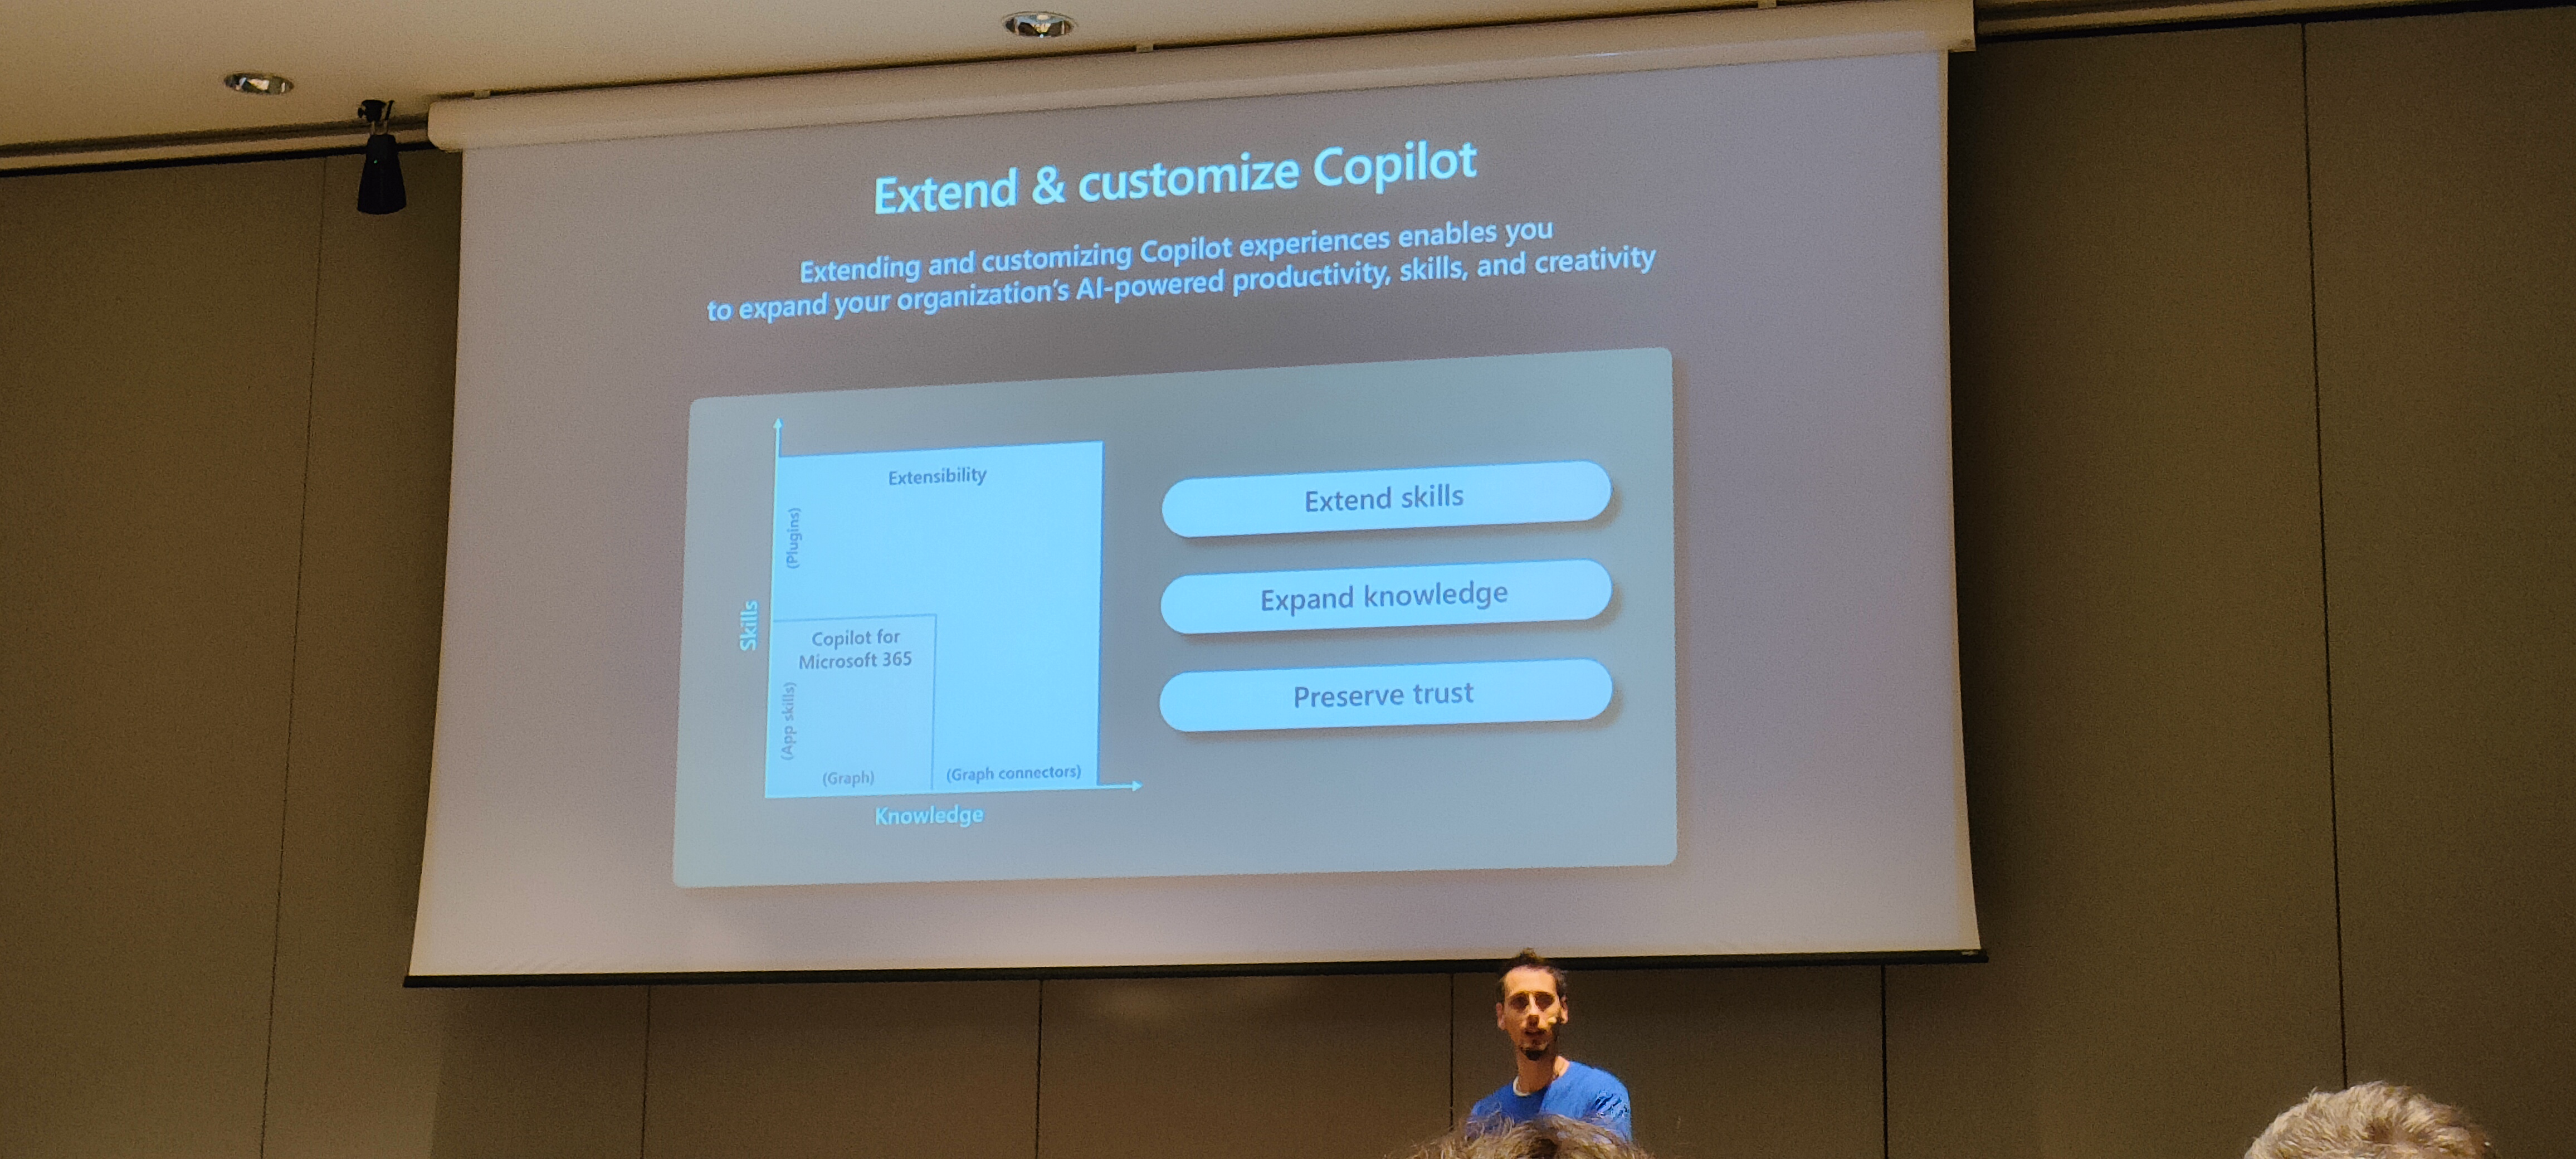 Extend & customize Copilot
Extending and customizing Copilot experiences enables you
to expand your organization's AI-powered productivity, skills, and creativity
Extensibility
(Plugins)
Skills
Copilot for
Microsoft 365
(App skills)
(Graph)
(Graph connectors)
Knowledge
Extend skills
Expand knowledge
Preserve trust